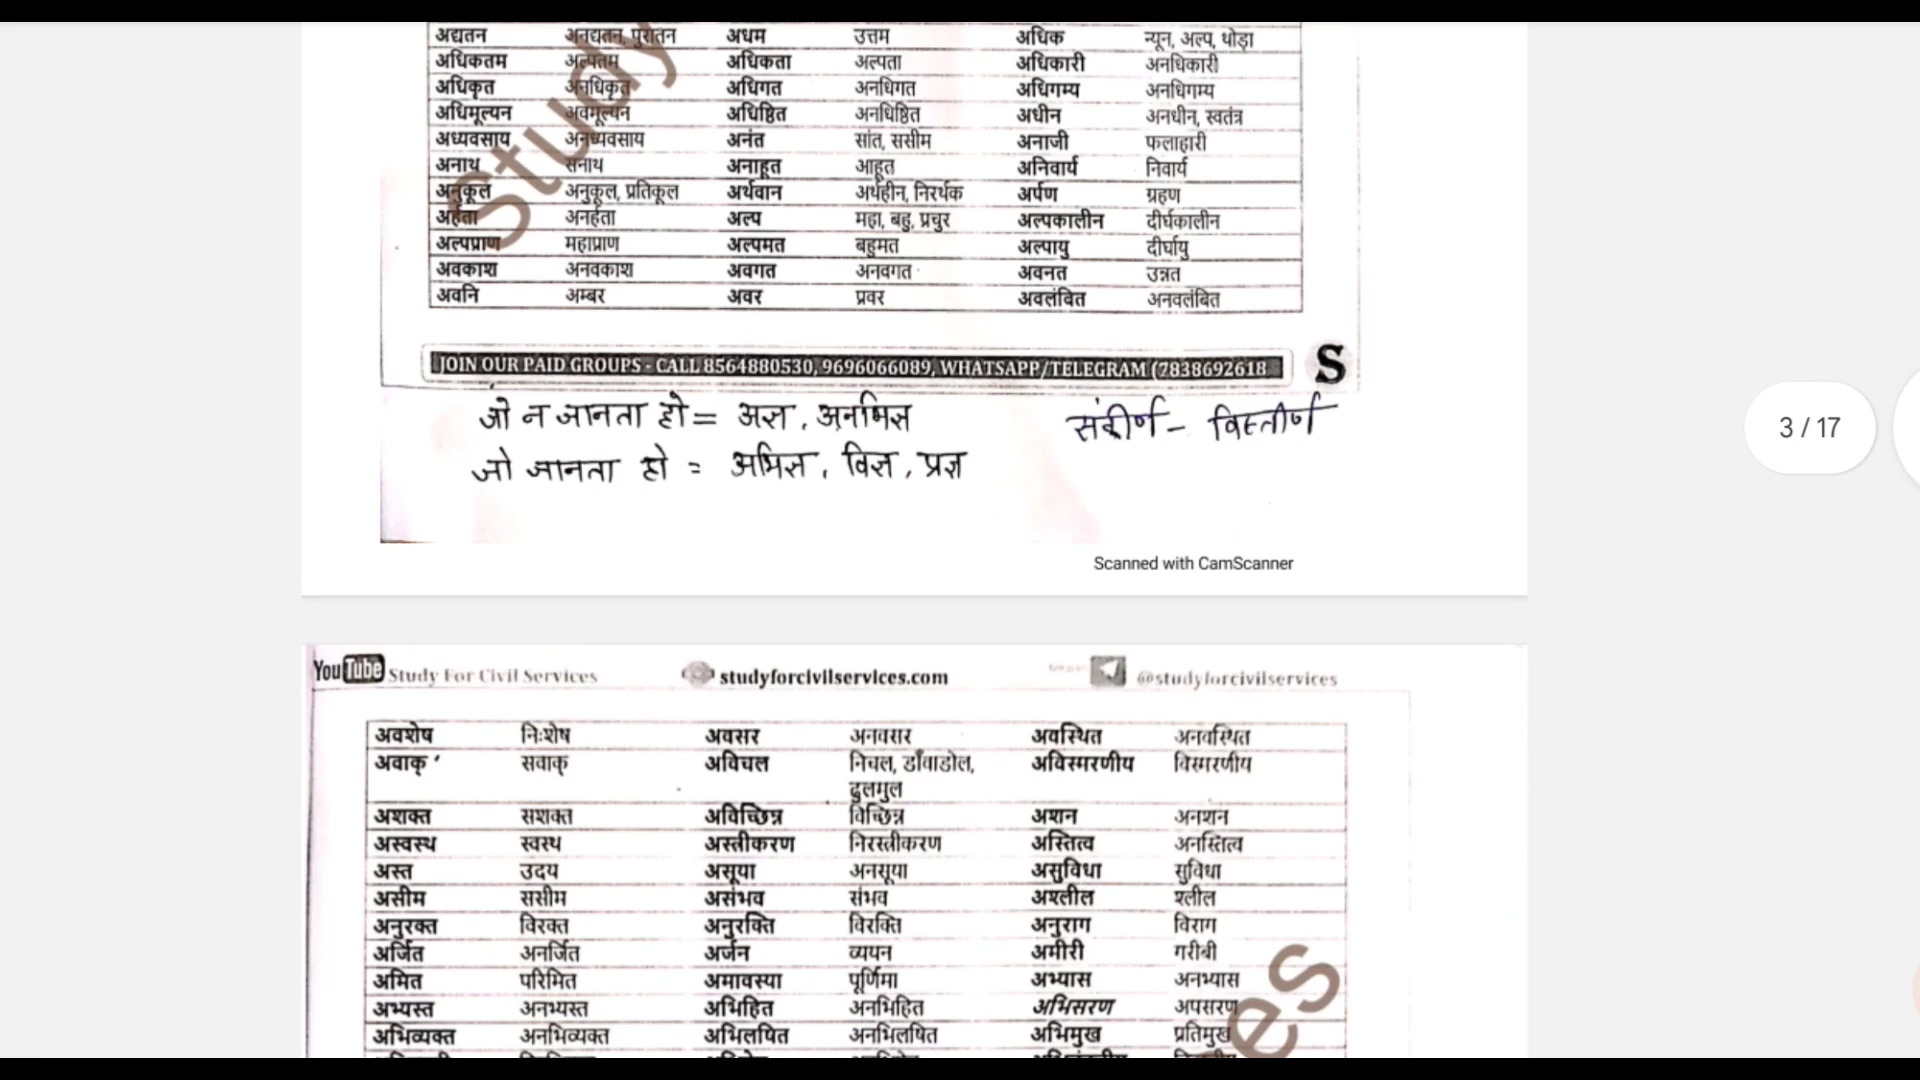 अद्यतन अनद्यतन, पुरातन अधम उत्तम अधिक न्यून, अल्प, थोड़ा
अधिकतम अल्पतम अधिकता अल्पता अधिकारी अनधिकारी
अधिकृत अनधिकृत अधिगत अनधिगत अधिगम्य अनधिगम्य
अधिमूल्यन अवमूल्यन अधिष्ठित अनधिष्ठित अधीन अनधीन, स्वतंत्र
अध्यवसाय अनध्यवसाय अनंत सांत, ससीम अनाजी फलाहारी
अनाथ सनाथ अनाहूत आहूत अनिवार्य निवार्य
अनुकूल अनुकूल, प्रतिकूल अर्थवान अर्थहीन, निरर्थक अर्पण ग्रहण
अर्हता अनर्हता अल्प महा, बहु, प्रचुर अल्पकालीन दीर्घकालीन
अल्पप्राण महाप्राण अल्पमत बहुमत अल्पायु दीर्घायु
अवकाश अनवकाश अवगत अनवगत अवनत उन्नत
अवनि अम्बर अवर प्रवर अवलंबित अनवलंबित
Study
JOIN OUR PAID GROUPS - CALL 8564880530, 9696066089, WHATSAPP/TELEGRAM (7838692618
S
जो न जानता हो = अज्ञ, अनभिज्ञ संकीर्ण - विस्तीर्ण
जो जानता हो = अभिज्ञ, विज्ञ, प्रज्ञ
3 / 17
Scanned with CamScanner
YouTube Study For Civil Services studyforcivilservices.com @studyforcivilservices
अवशेष निःशेष अवसर अनवसर अवस्थित अनवस्थित
अवाक् सवाक् अविचल निचल, डाँवाडोल, अविस्मरणीय विस्मरणीय
ढुलमुल
अशक्त सशक्त अविच्छिन्न विच्छिन्न अशन अनशन
अस्वस्थ स्वस्थ अस्त्रीकरण निरस्त्रीकरण अस्तित्व अनस्तित्व
अस्त उदय असूया अनसूया असुविधा सुविधा
असीम ससीम असंभव संभव अश्लील श्लील
अनुरक्त विरक्त अनुरक्ति विरक्ति अनुराग विराग
अर्जित अनर्जित अर्जन व्ययन अमीरी गरीबी
अमित परिमित अमावस्या पूर्णिमा अभ्यास अनभ्यास
अभ्यस्त अनभ्यस्त अभिहित अनभिहित अभिसरण अपसरण
अभिव्यक्त अनभिव्यक्त अभिलषित अनभिलषित अभिमुख प्रतिमुख
es